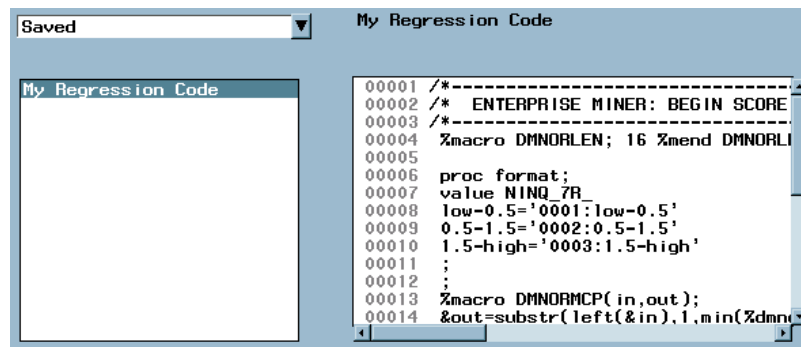 Saved
My Regression Code
My Regression Code
00001 /*------------------------------------
00002 /* ENTERPRISE MINER: BEGIN SCORE
00003 /*------------------------------------
00004 %macro DMNORLEN; 16 %mend DMNORL
00005
00006 proc format;
00007 value NINQ_7R_
00008 low-0.5='0001:low-0.5'
00009 0.5-1.5='0002:0.5-1.5'
00010 1.5-high='0003:1.5-high'
00011 ;
00012 ;
00013 %macro DMNORMCP(in,out);
00014 &out=substr(left(&in),1,min(%dmno